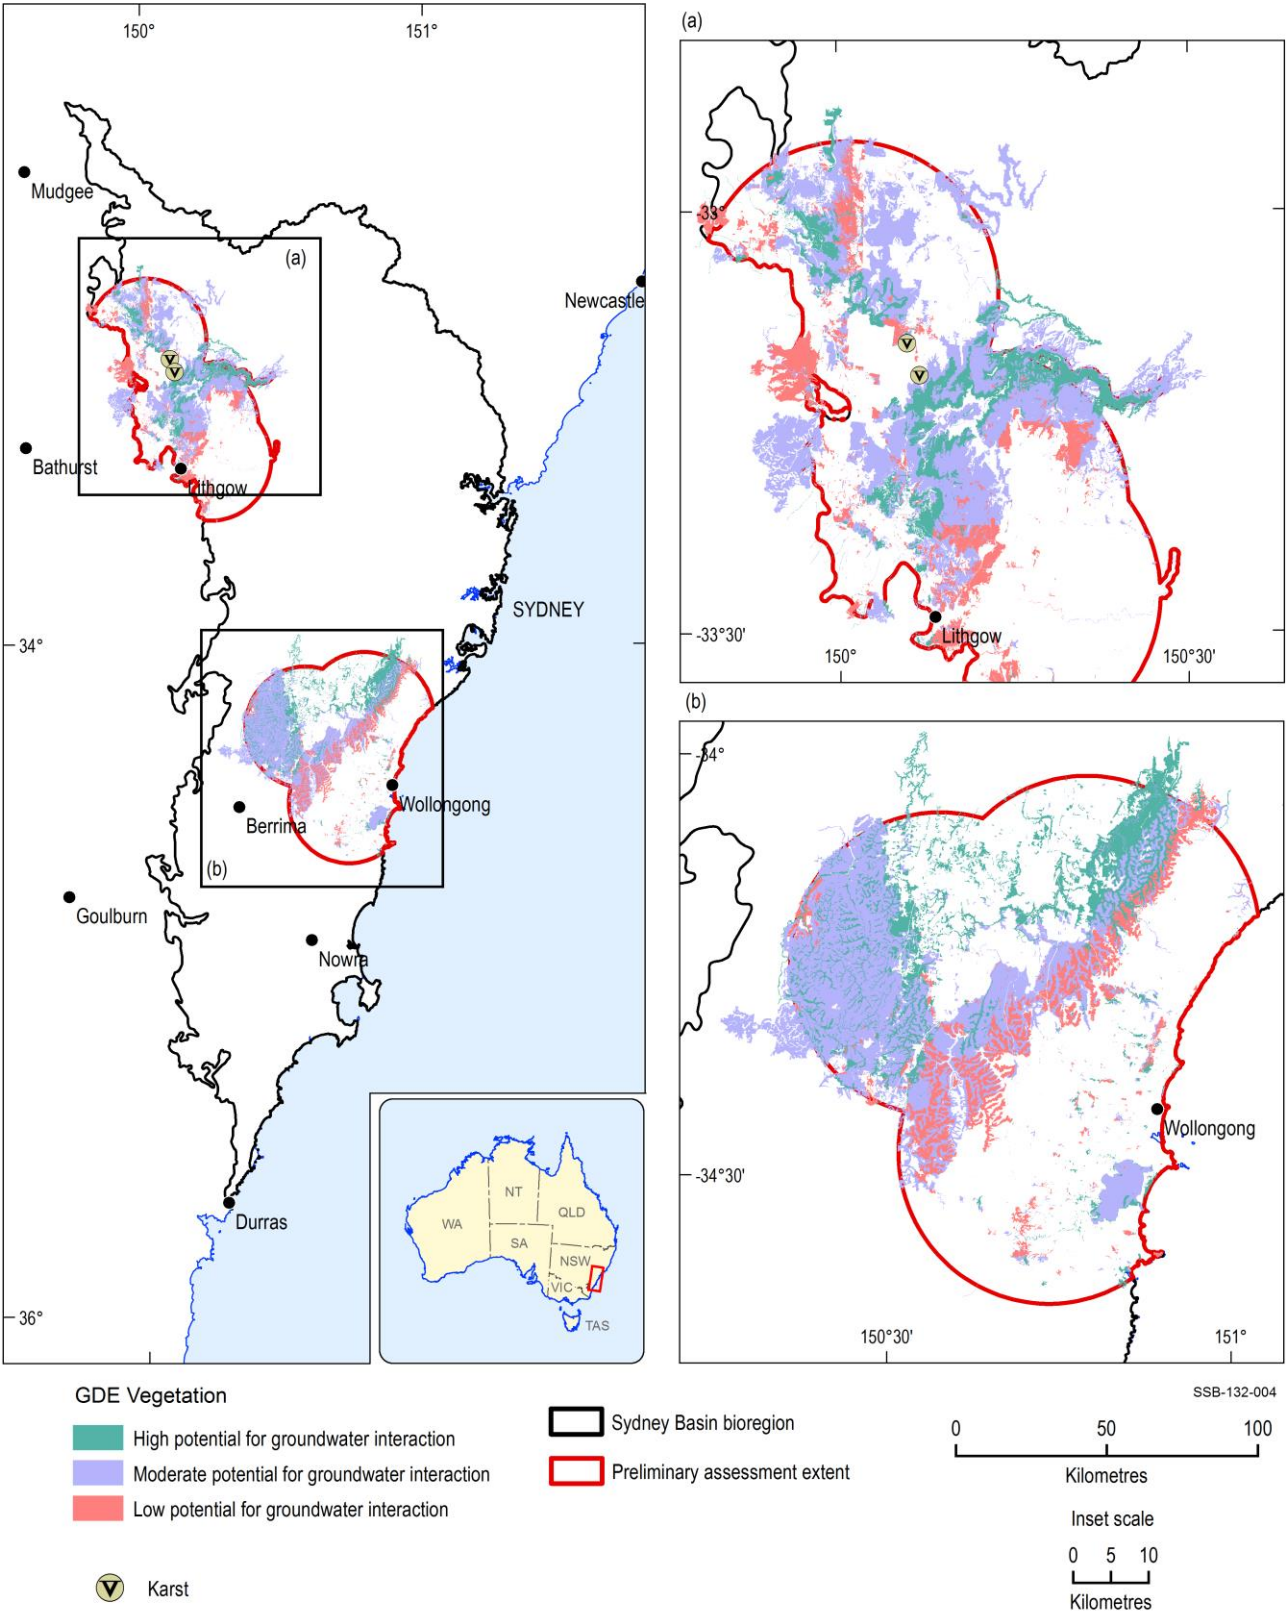 150°
151°
Mudgee
(a)
Newcastle
Bathurst
Lithgow
SYDNEY
34°
Wollongong
Berrima
(b)
Goulburn
Nowra
Durras
36°
WA
NT
QLD
SA
NSW
VIC
TAS
(a)
-33°
-33°30'
Lithgow
150°
150°30'
(b)
-34°
Wollongong
-34°30'
150°30'
151°
SSB-132-004
GDE Vegetation
High potential for groundwater interaction
Moderate potential for groundwater interaction
Low potential for groundwater interaction
Karst
Sydney Basin bioregion
Preliminary assessment extent
0 50 100
Kilometres
Inset scale
0 5 10
Kilometres